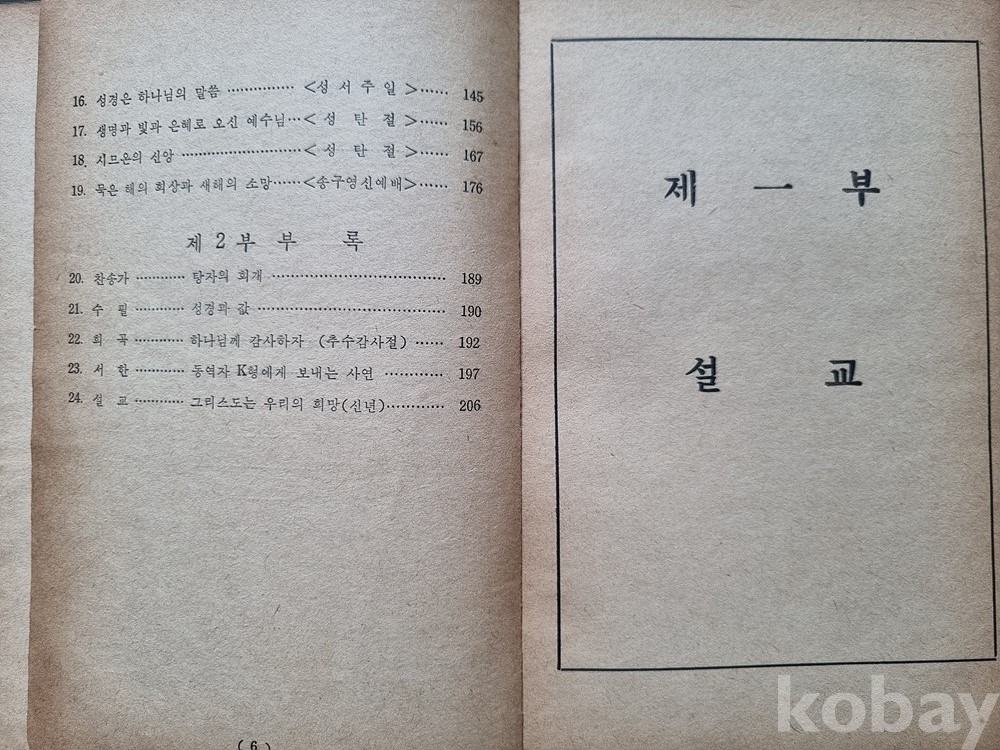 16. 성경은 하나님의 말씀 ················ <성 서 주 일> ······ 145
17. 생명과 빛과 은혜로 오신 예수님···<성 탄 절>······ 156
18. 시므온의 신앙 ··························<성 탄 절>······ 167
19. 묵은 해의 회상과 새해의 소망······<송구영신예배>······ 176
제 2 부 부 록
20. 찬송가 ············ 탕자의 회개 ······································ 189
21. 수 필 ············ 성경과 값 ········································ 190
22. 희 곡 ············ 하나님께 감사하자 (추수감사절) ······ 192
23. 서 한 ············ 동역자 K형에게 보내는 사연 ············ 197
24. 설 교 ············ 그리스도는 우리의 희망(신년)············ 206
( 6 )
제 一 부
설 교
kobay